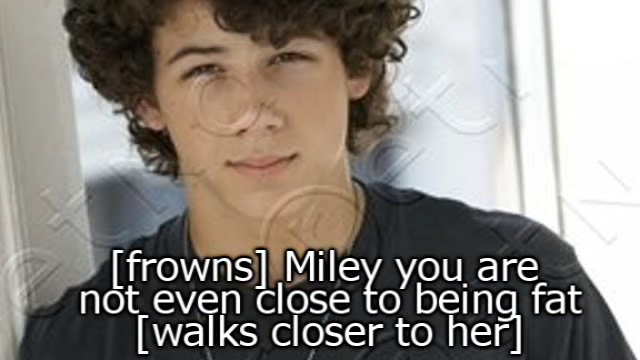 [frowns] Miley you are
not even close to being fat
[walks closer to her]